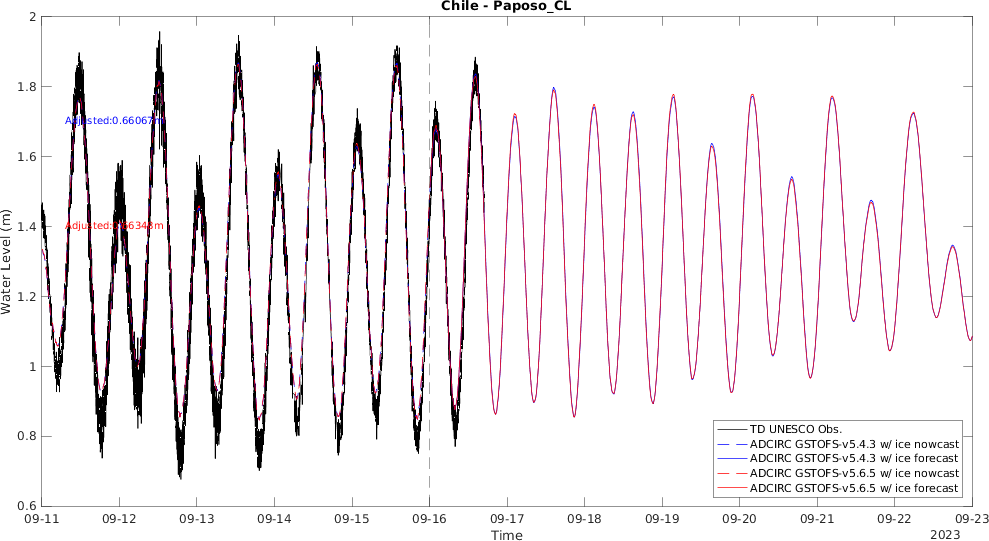 Chile - Paposo_CL
2
1.8
1.6
1.4
1.2
1
0.8
0.6
Water Level (m)
Adjusted:0.66067m
09-11
09-12
09-13
09-14
09-15
09-16
09-17
09-18
09-19
09-20
09-21
09-22
09-23
Time
2023
TD UNESCO Obs.
ADCIRC GSTOFS-v5.4.3 w/ ice nowcast
ADCIRC GSTOFS-v5.4.3 w/ ice forecast
ADCIRC GSTOFS-v5.6.5 w/ ice nowcast
ADCIRC GSTOFS-v5.6.5 w/ ice forecast